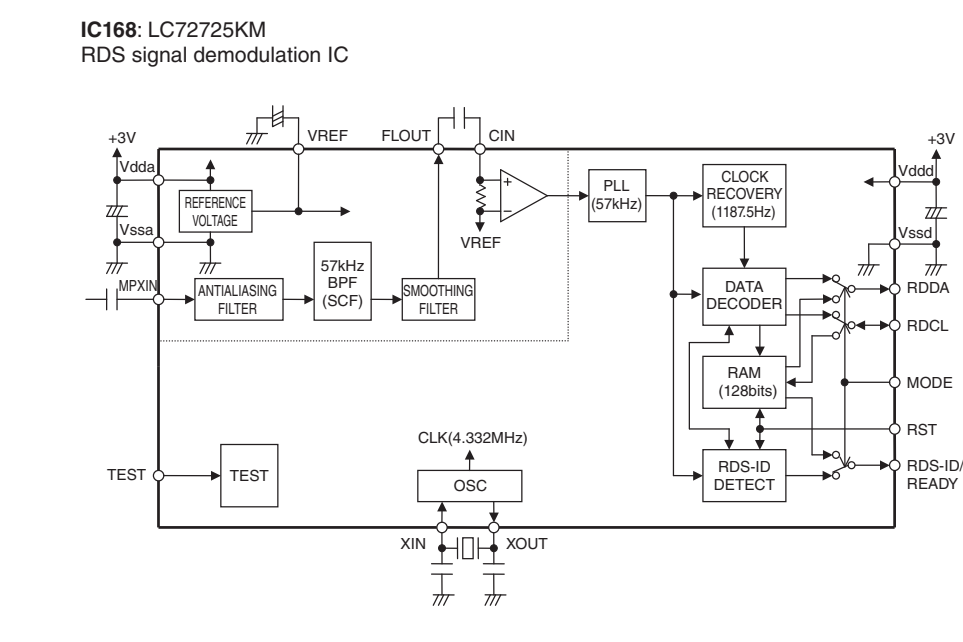 IC168: LC72725KM
RDS signal demodulation IC
+3V
Vdda
VREF
FLOUT
CIN
+3V
Vddd
REFERENCE
VOLTAGE
Vssa
+
−
VREF
PLL
(57kHz)
CLOCK
RECOVERY
(1187.5Hz)
Vssd
MPXIN
ANTIALIASING
FILTER
57kHz
BPF
(SCF)
SMOOTHING
FILTER
DATA
DECODER
RDDA
RDCL
RAM
(128bits)
MODE
RST
CLK(4.332MHz)
TEST
TEST
OSC
RDS-ID
DETECT
RDS-ID/
READY
XIN
XOUT